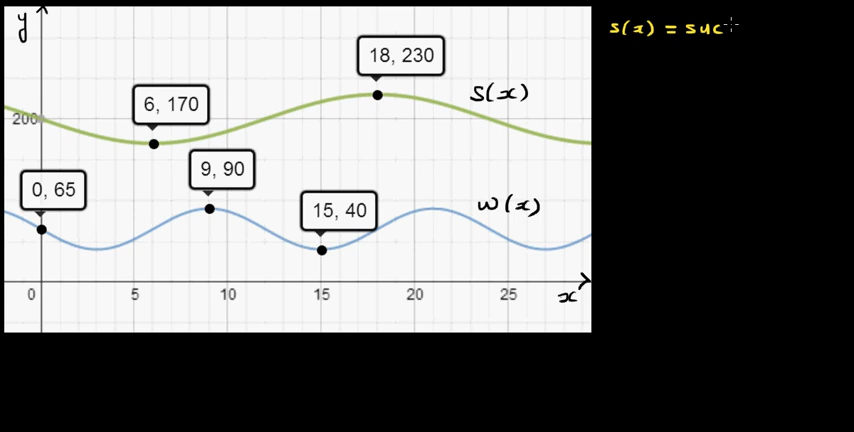 y
18, 230
s(x) = suc
S(x)
6, 170
200
9, 90
0, 65
15, 40
w(x)
0 5 10 15 20 25
x